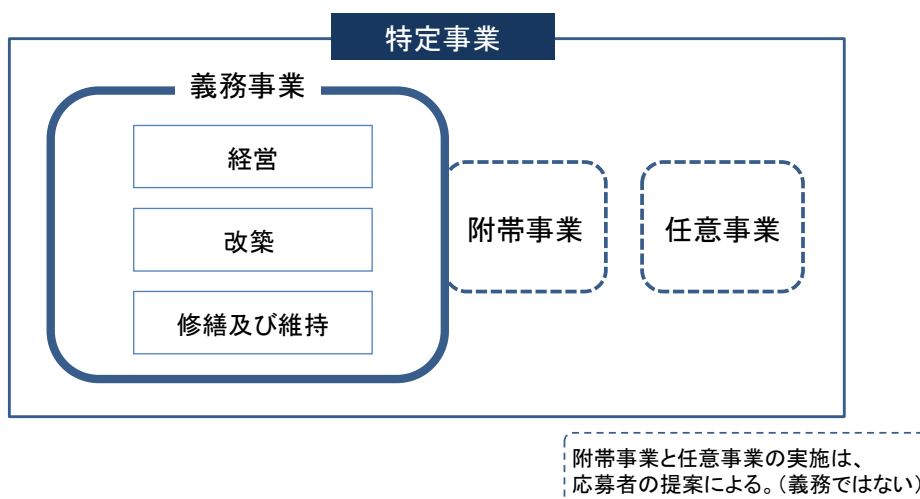 特定事業
義務事業
経営
改築
修繕及び維持
附帯事業
任意事業
附帯事業と任意事業の実施は、
応募者の提案による。（義務ではない）